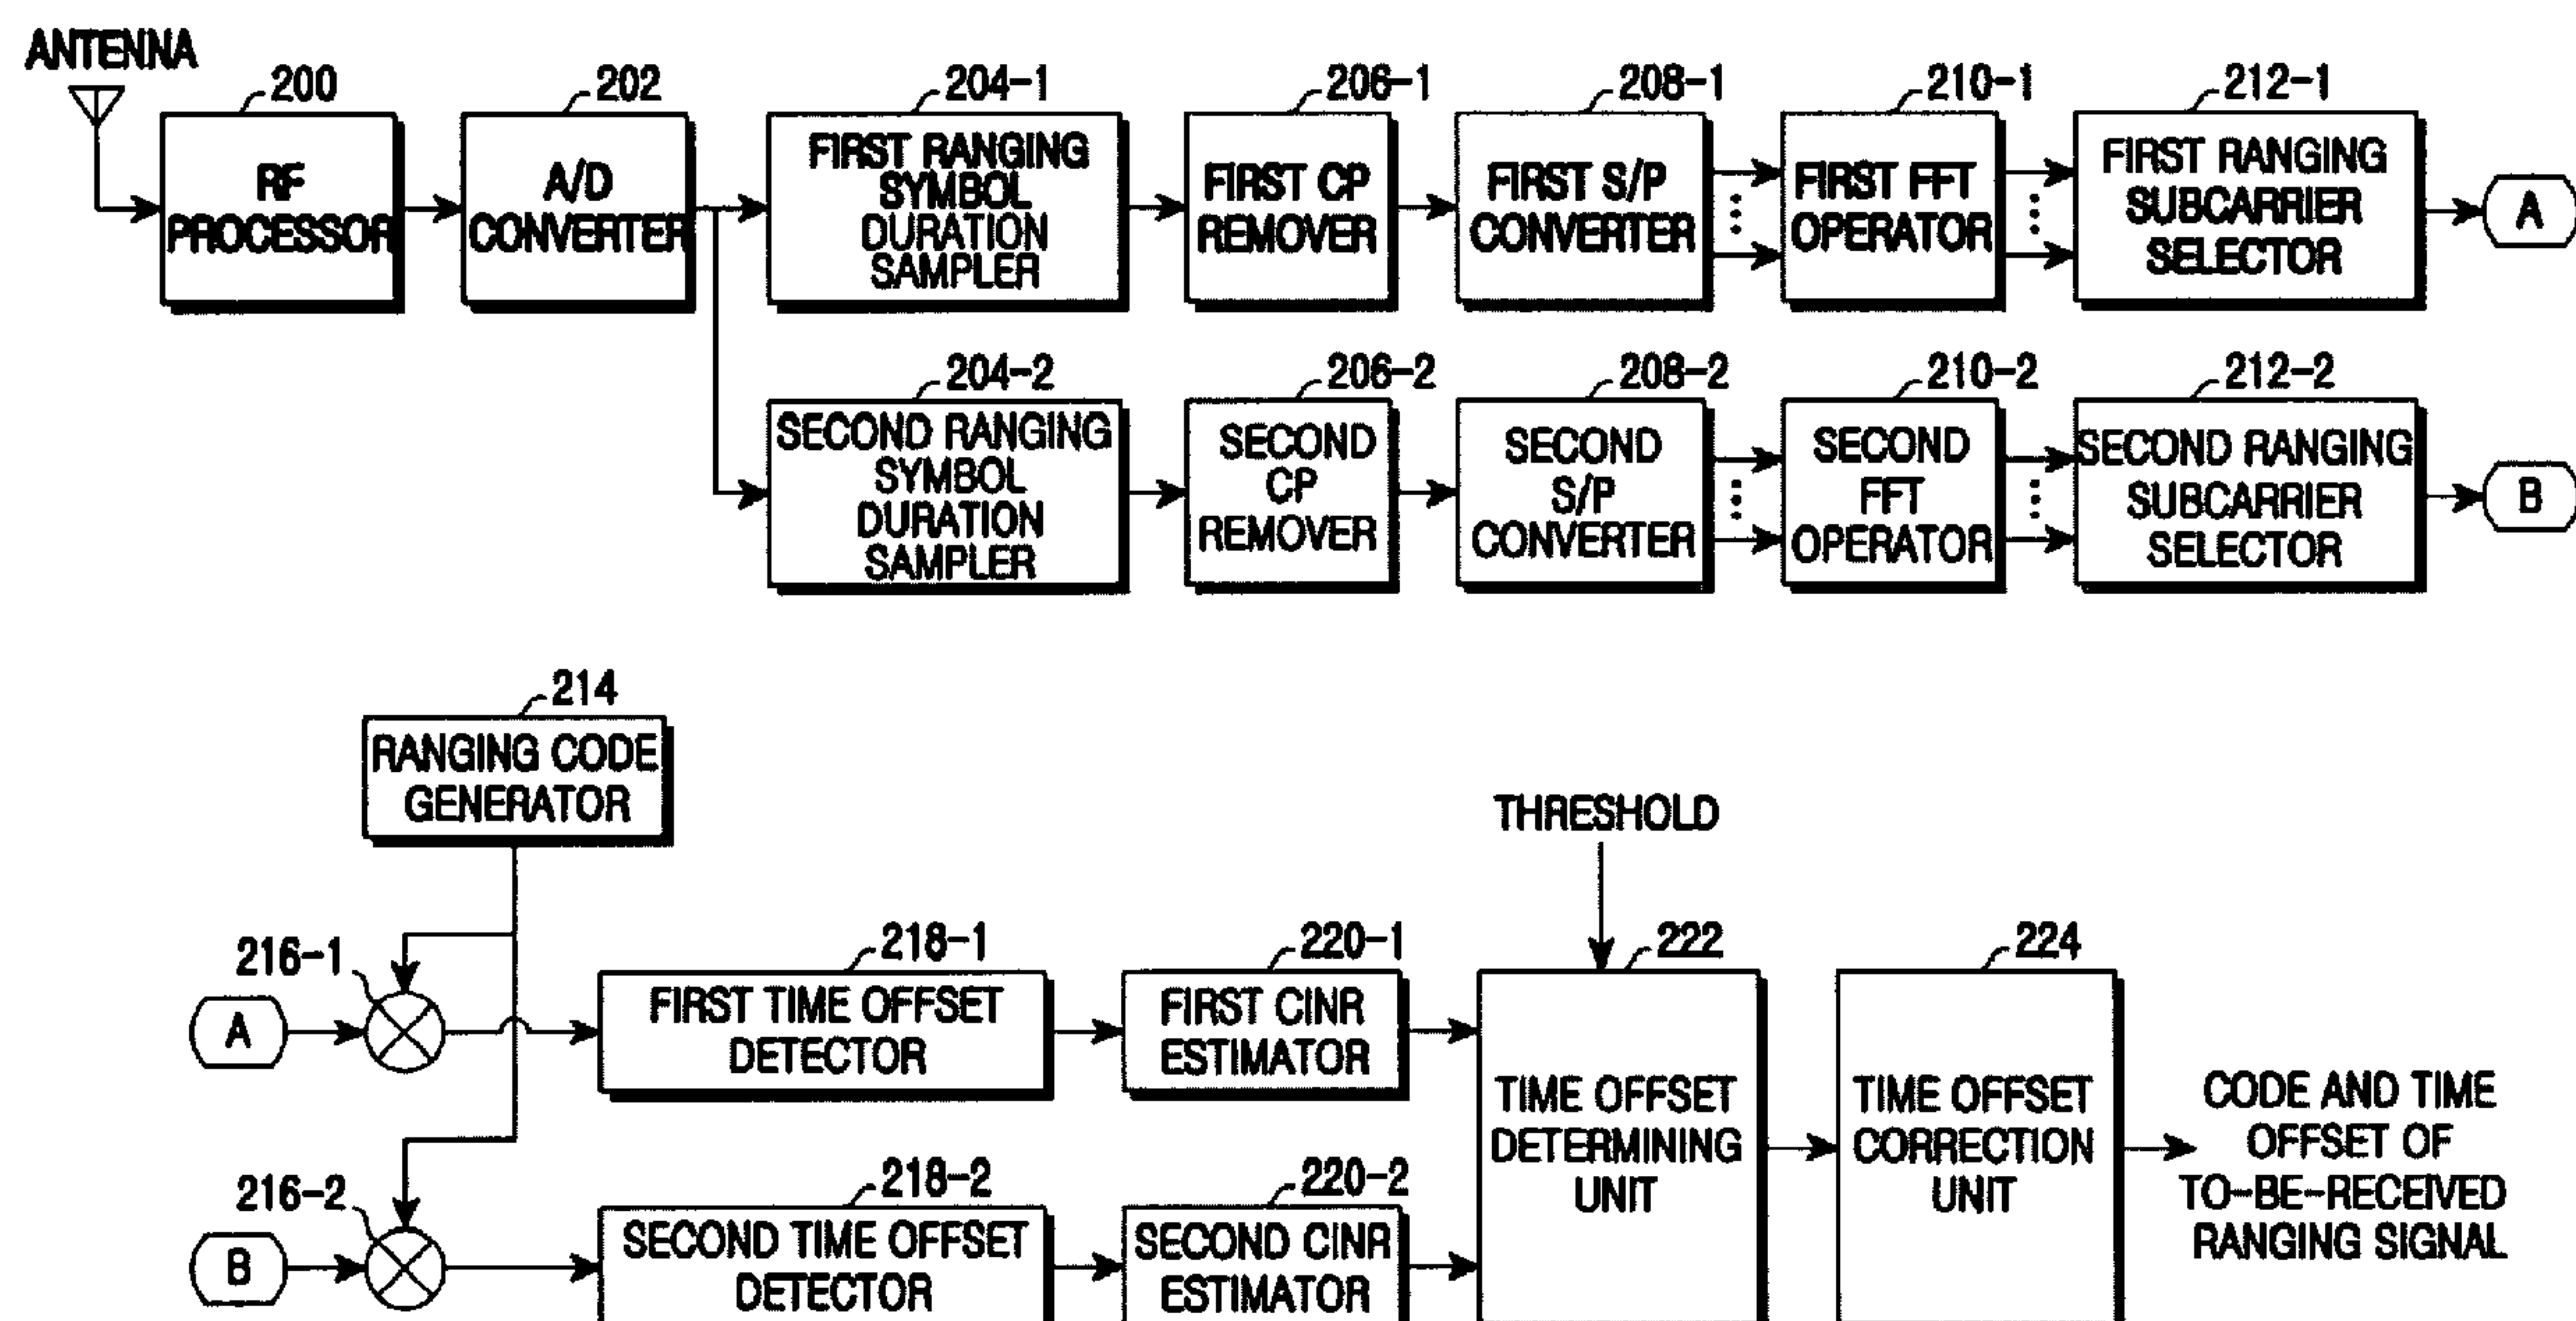 ANTENNA
200
202
204-1
206-1
208-1
210-1
212-1
RF
PROCESSOR
A/D
CONVERTER
FIRST RANGING
SYMBOL
DURATION
SAMPLER
FIRST CP
REMOVER
FIRST S/P
CONVERTER
FIRST FFT
OPERATOR
FIRST RANGING
SUBCARRIER
SELECTOR
A
204-2
206-2
208-2
210-2
212-2
SECOND RANGING
SYMBOL
DURATION
SAMPLER
SECOND
CP
REMOVER
SECOND
S/P
CONVERTER
SECOND
FFT
OPERATOR
SECOND RANGING
SUBCARRIER
SELECTOR
B
214
RANGING CODE
GENERATOR
THRESHOLD
216-1
218-1
220-1
222
224
A
FIRST TIME OFFSET
DETECTOR
FIRST CINR
ESTIMATOR
TIME OFFSET
DETERMINING
UNIT
TIME OFFSET
CORRECTION
UNIT
CODE AND TIME
OFFSET OF
TO-BE-RECEIVED
RANGING SIGNAL
216-2
218-2
220-2
B
SECOND TIME OFFSET
DETECTOR
SECOND CINR
ESTIMATOR